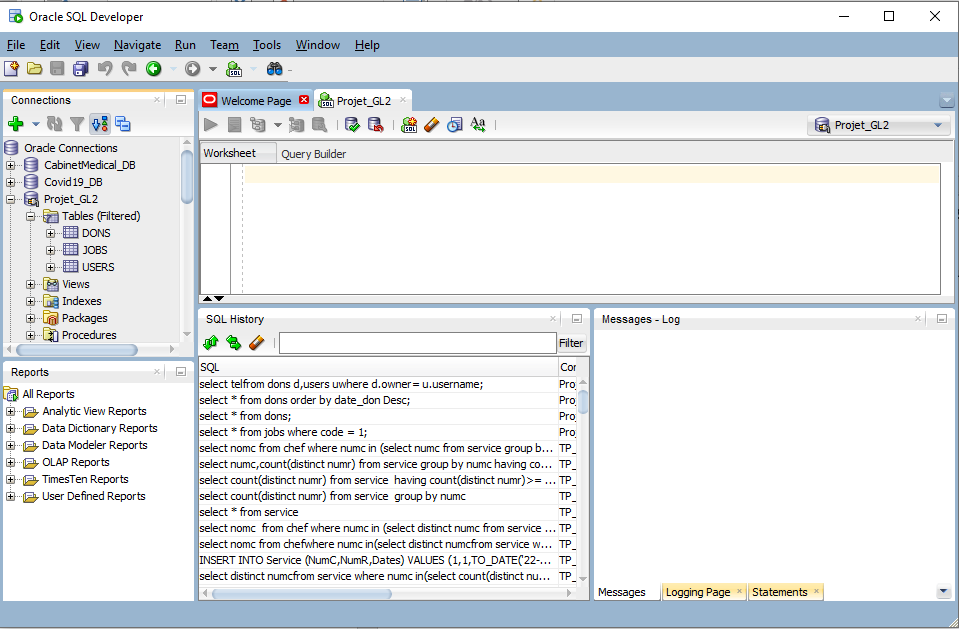 Oracle SQL Developer
File Edit View Navigate Run Team Tools Window Help
Connections
Oracle Connections
CabinetMedical_DB
Covid19_DB
Projet_GL2
Tables (Filtered)
DONS
JOBS
USERS
Views
Indexes
Packages
Procedures
Reports
All Reports
Analytic View Reports
Data Dictionary Reports
Data Modeler Reports
OLAP Reports
TimesTen Reports
User Defined Reports
Welcome Page Projet_GL2
Aa Projet_GL2
Worksheet Query Builder
SQL History
Filter
SQL Cor
select telfrom dons d,users uwhere d.owner= u.username; Proj
select * from dons order by date_don Desc; Proj
select * from dons; Proj
select * from jobs where code = 1; Proj
select nomc from chef where numc in (select numc from service group b... TP_
select numc,count(distinct numr) from service group by numc having co... TP_
select count(distinct numr) from service having count(distinct numr)>= ... TP_
select count(distinct numr) from service group by numc TP_
select * from service TP_
select nomc from chef where numc in (select distinct numc from service ... TP_
select nomc from chefwhere numc in(select distinct numcfrom service w... TP_
INSERT INTO Service (NumC,NumR,Dates) VALUES (1,1,TO_DATE('22-... TP_
select distinct numcfrom service where numc in(select count(distinct nu... TP_
Messages - Log
Messages Logging Page Statements